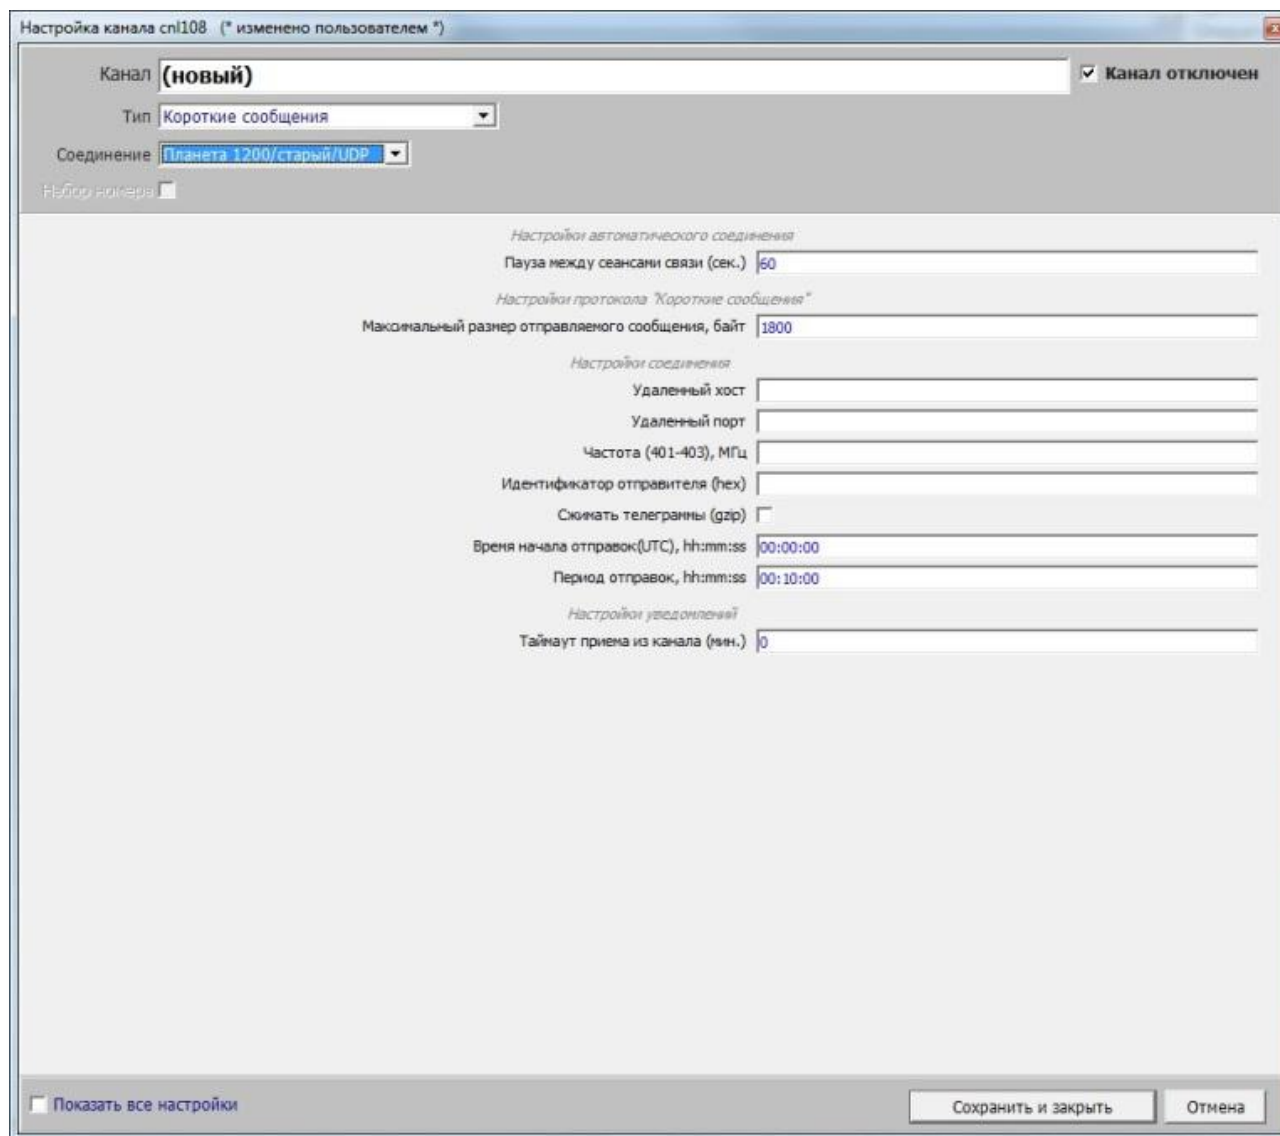 Настройка канала cnl108 (* изменено пользователем *)
Канал (новый) Канал отключен
Тип Короткие сообщения
Соединение Планета 1200/старый/UDP
Набор номера
Настройки автоматического соединения
Пауза между сеансами связи (сек.) 60
Настройки протокола "Короткие сообщения"
Максимальный размер отправляемого сообщения, байт 1800
Настройки соединения
Удаленный хост
Удаленный порт
Частота (401-403), МГц
Идентификатор отправителя (hex)
Сжимать телеграммы (gzip)
Время начала отправок(UTC), hh:mm:ss 00:00:00
Период отправок, hh:mm:ss 00:10:00
Настройки уведомлений
Таймаут приема из канала (мин.) 0
Показать все настройки Сохранить и закрыть Отмена